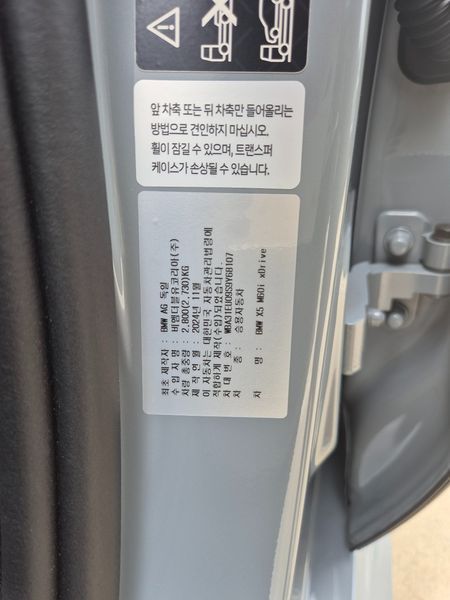 앞 차축 또는 뒤 차축만 들어올리는
방법으로 견인하지 마십시오.
휠이 잠길 수 있으며, 트랜스퍼
케이스가 손상될 수 있습니다.
최초 제작자 : BMW AG 독일
수 입 자 명 : 비엠더블유코리아(주)
차량 총중량 : 2.800(2.730)KG
제 작 연 월 : 2024년 11월
이 자동차는 대한민국, 자동차관리법령에
적합하게 제작(수입)되었습니다.
차 대 번 호 :
차 종 : 승용자동차
차 명 : BMW X5 M60i xDrive